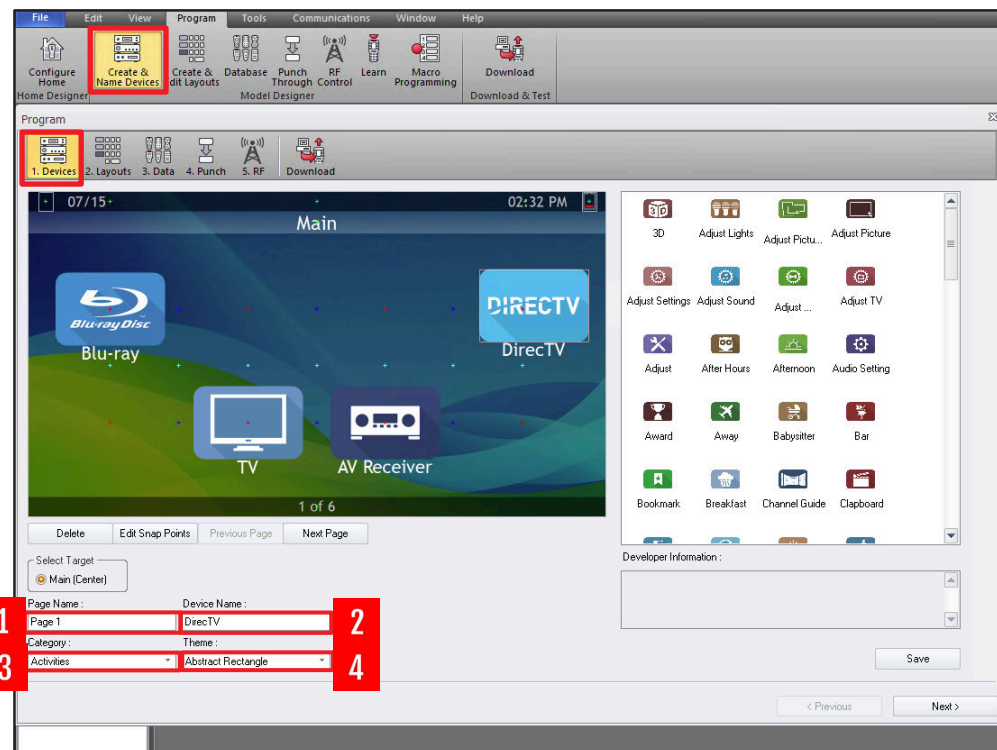 File Edit View Program Tools Communications Window Help
Configure Home
Create & Name Devices
Create & dit Layouts
Database
Punch Through
RF Control
Learn
Macro Programming
Download
Home Designer
Model Designer
Download & Test
Program
1. Devices 2. Layouts 3. Data 4. Punch 5. RF Download
07/15
02:32 PM
Main
Blu-ray Disc
DIRECTV
Blu-ray
DirecTV
TV
AV Receiver
1 of 6
3D
Adjust Lights
Adjust Pictu...
Adjust Picture
Adjust Settings
Adjust Sound
Adjust ...
Adjust TV
Adjust
After Hours
Afternoon
Audio Setting
Award
Away
Babysitter
Bar
Bookmark
Breakfast
Channel Guide
Clapboard
Delete
Edit Snap Points
Previous Page
Next Page
Select Target
Main (Center)
Developer Information :
Page Name :
Device Name :
1
Page 1
DirecTV
2
Category :
Theme :
3
Activities
Abstract Rectangle
4
Save
< Previous
Next >